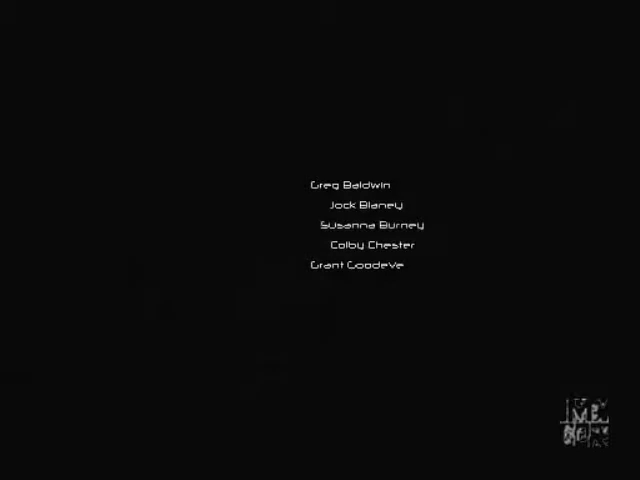 Greg Baldwin
Jock Blaney
Susanna Burney
Colby Chester
Grant Goodeve